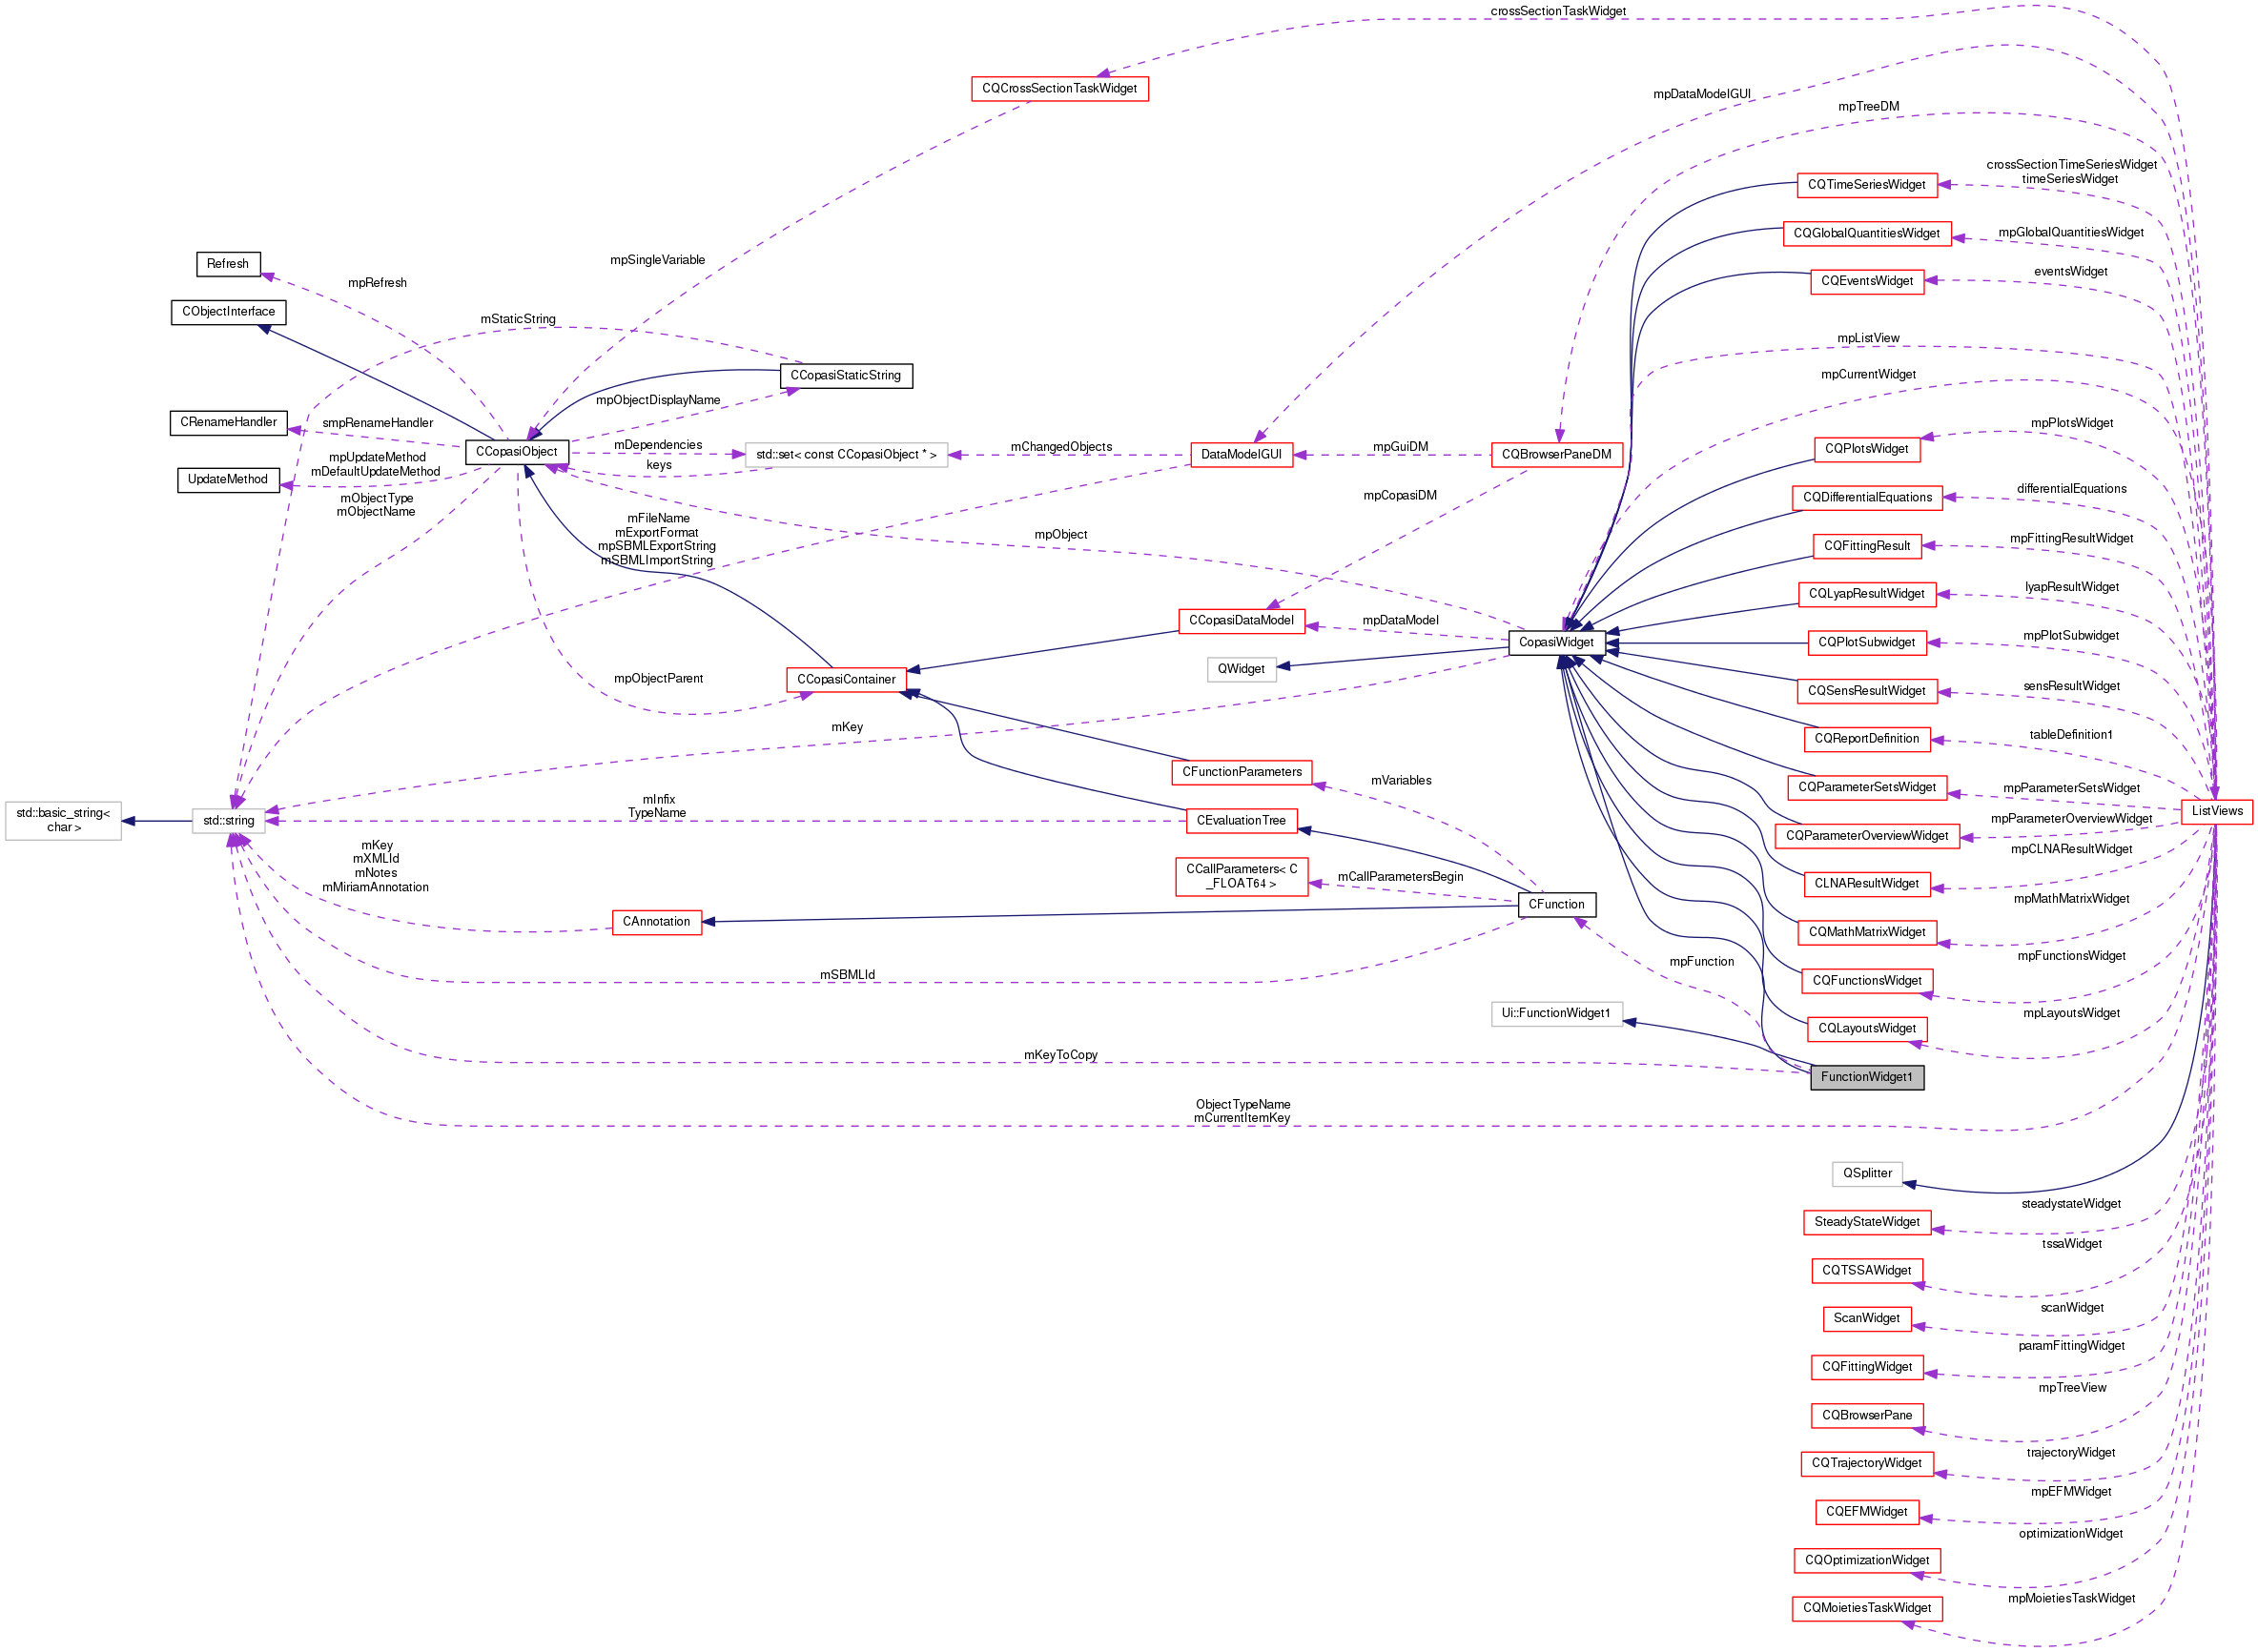 crossSectionTaskWidget
CQCrossSectionTaskWidget
mpDataModelGUI
mpTreeDM
crossSectionTimeSeriesWidget
timeSeriesWidget
CQTimeSeriesWidget
CQGlobalQuantitiesWidget
mpGlobalQuantitiesWidget
mpSingleVariable
Refresh
mpRefresh
CQEventsWidget
eventsWidget
CObjectInterface
mStaticString
mpListView
CCopasiStaticString
mpCurrentWidget
mpObjectDisplayName
CRenameHandler
smpRenameHandler
mpPlotsWidget
CQPlotsWidget
CCopasiObject
mDependencies
std::set< const CCopasiObject * >
mChangedObjects
DataModelGUI
mpGuiDM
CQBrowserPaneDM
mpUpdateMethod
mDefaultUpdateMethod
keys
UpdateMethod
mObjectType
mObjectName
mpCopasiDM
CQDifferentialEquations
differentialEquations
mFileName
mExportFormat
mpSBMLExportString
mSBMLImportString
mpObject
CQFittingResult
mpFittingResultWidget
CQLyapResultWidget
lyapResultWidget
CCopasiDataModel
mpDataModel
CopasiWidget
CQPlotSubwidget
mpPlotSubwidget
QWidget
CCopasiContainer
mpObjectParent
CQSensResultWidget
sensResultWidget
mKey
CQReportDefinition
tableDefinition1
CFunctionParameters
mVariables
CQParameterSetsWidget
mpParameterSetsWidget
ListViews
std::basic_string<
char >
std::string
mInfix
TypeName
CEvaluationTree
CQParameterOverviewWidget
mpParameterOverviewWidget
mKey
mXMLId
mNotes
mMiriamAnnotation
CCallParameters< C
_FLOAT64 >
mCallParametersBegin
CLNAResultWidget
mpCLNAResultWidget
CFunction
CAnnotation
CQMathMatrixWidget
mpMathMatrixWidget
mSBMLId
mpFunction
CQFunctionsWidget
mpFunctionsWidget
Ui::FunctionWidget1
CQLayoutsWidget
mpLayoutsWidget
mKeyToCopy
FunctionWidget1
ObjectTypeName
mCurrentItemKey
QSplitter
SteadyStateWidget
steadystateWidget
CQTSSAWidget
tssaWidget
ScanWidget
scanWidget
CQFittingWidget
paramFittingWidget
CQBrowserPane
mpTreeView
CQTrajectoryWidget
trajectoryWidget
CQEFMWidget
mpEFMWidget
CQOptimizationWidget
optimizationWidget
CQMoietiesTaskWidget
mpMoietiesTaskWidget